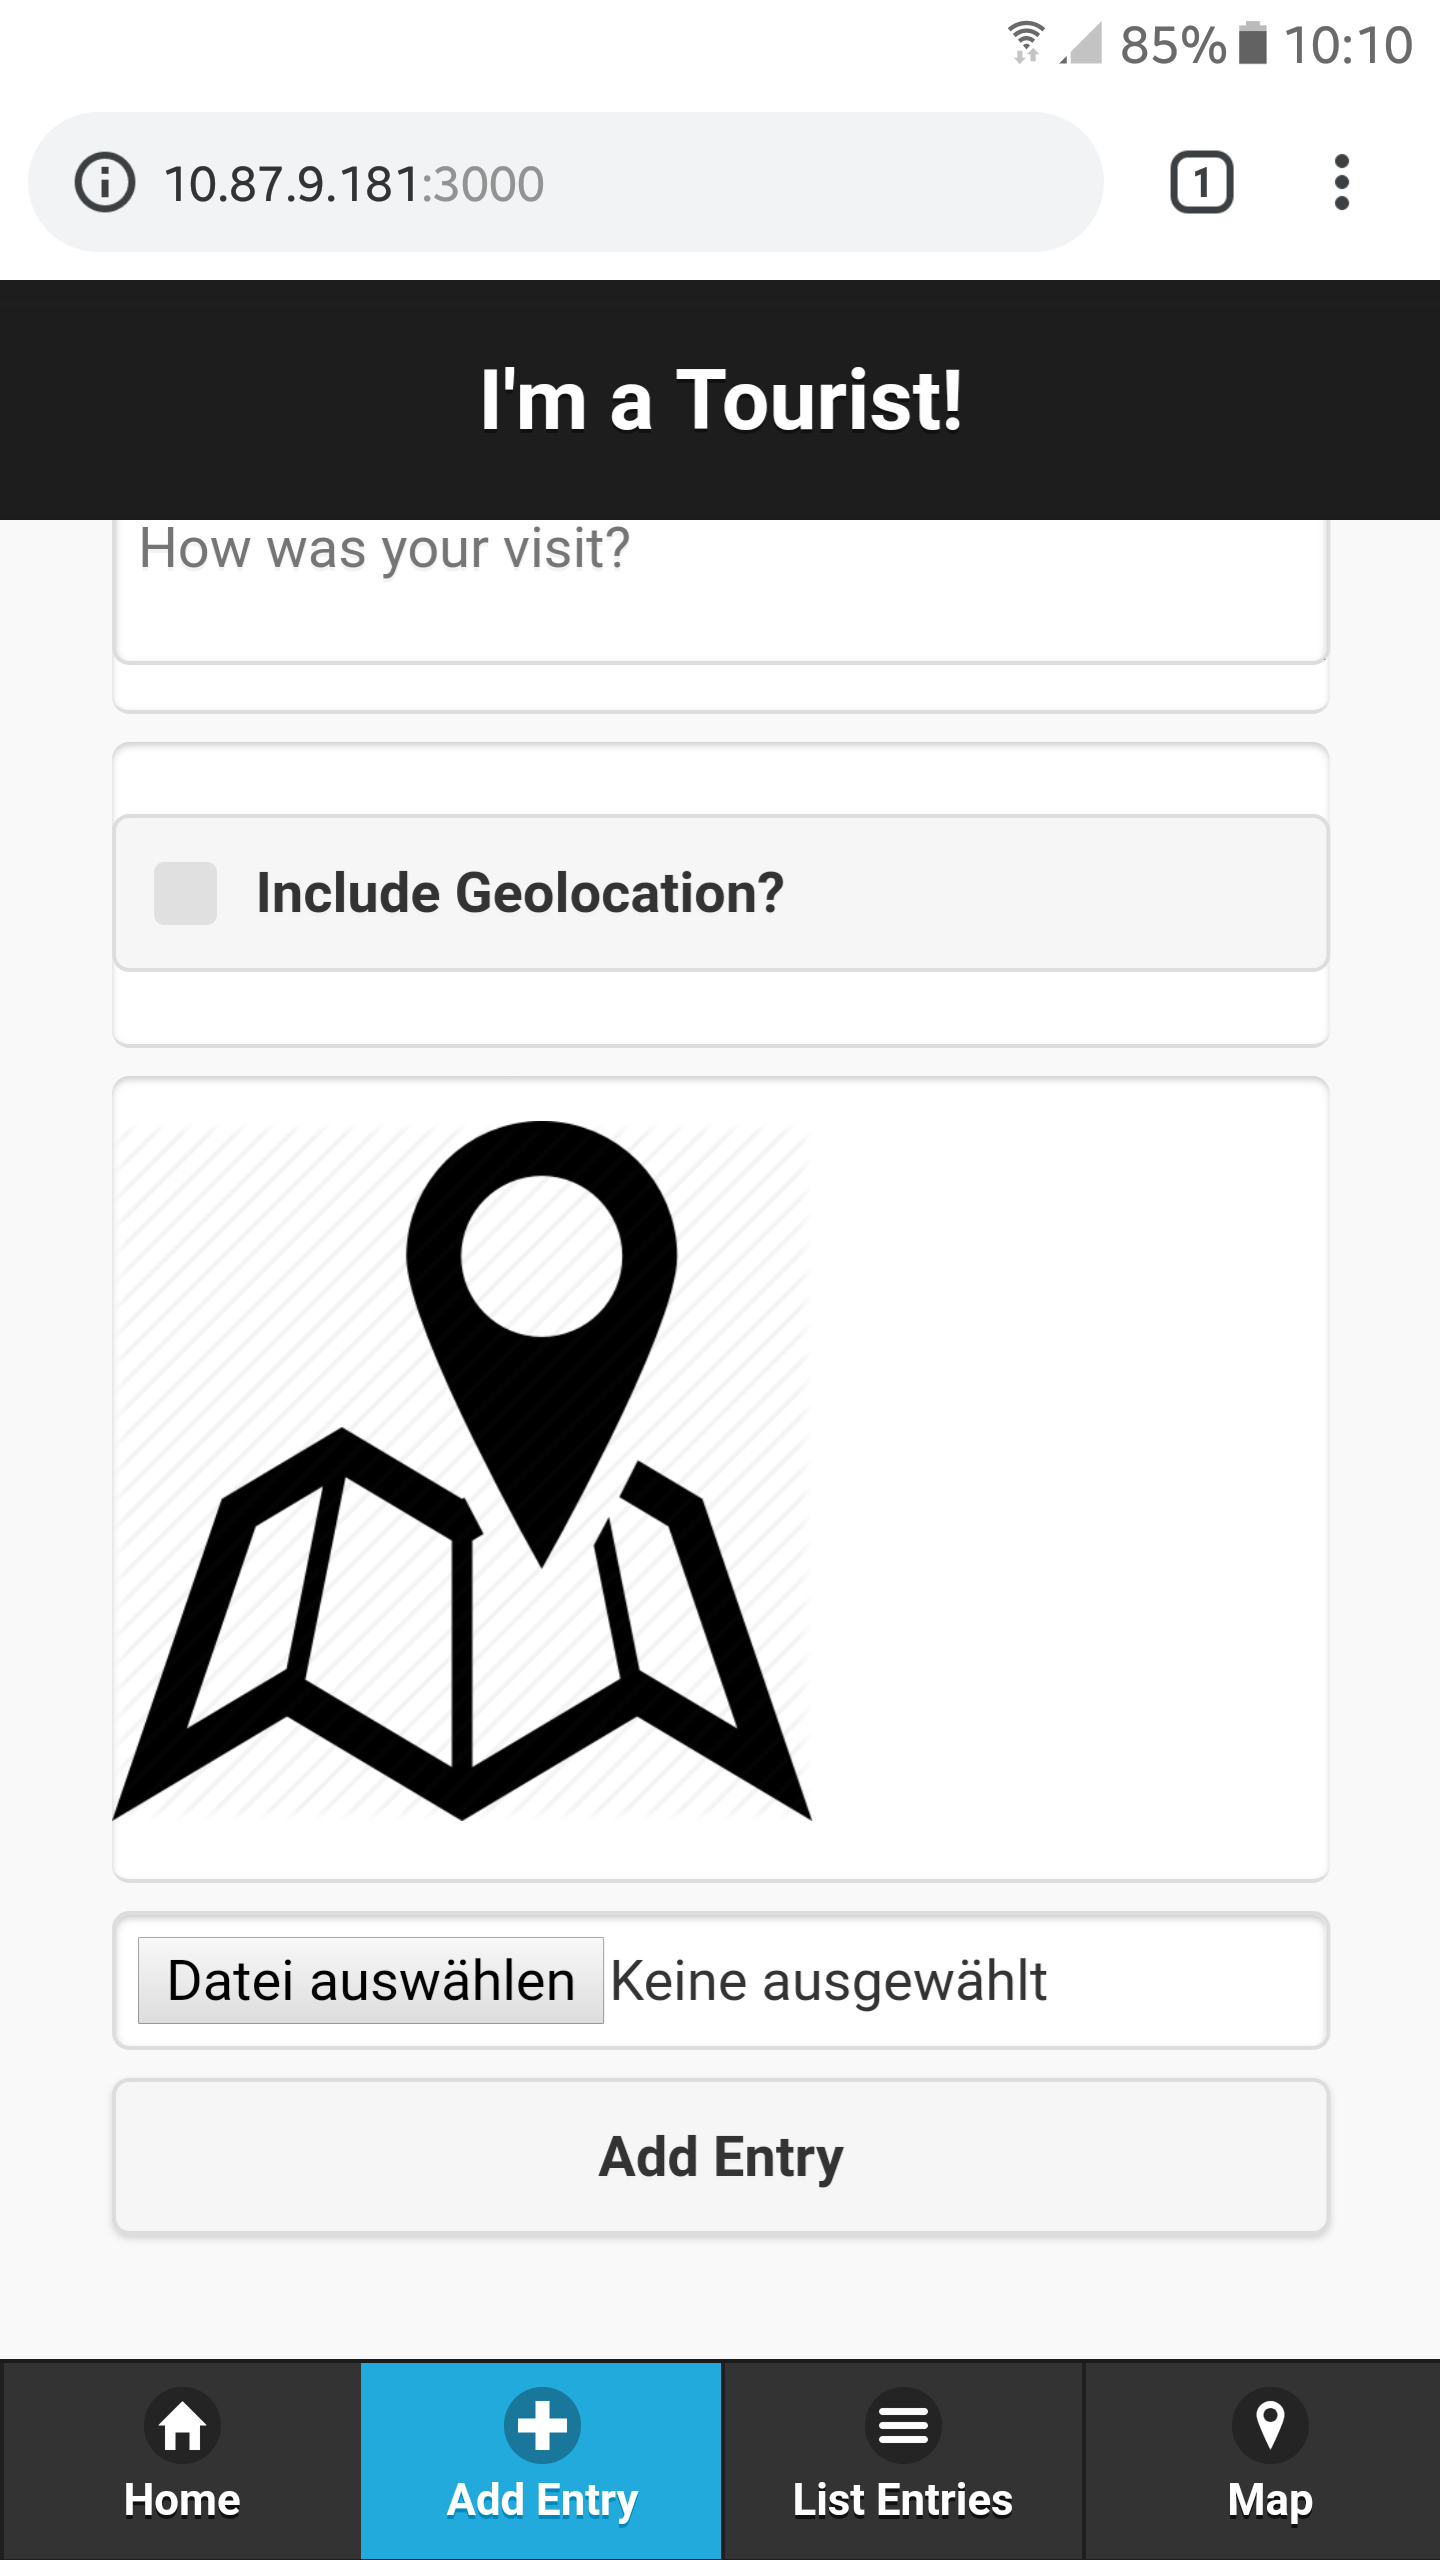 85% 10:10
10.87.9.181:3000
1
I'm a Tourist!
How was your visit?
Include Geolocation?
Datei auswählen Keine ausgewählt
Add Entry
Home Add Entry List Entries Map